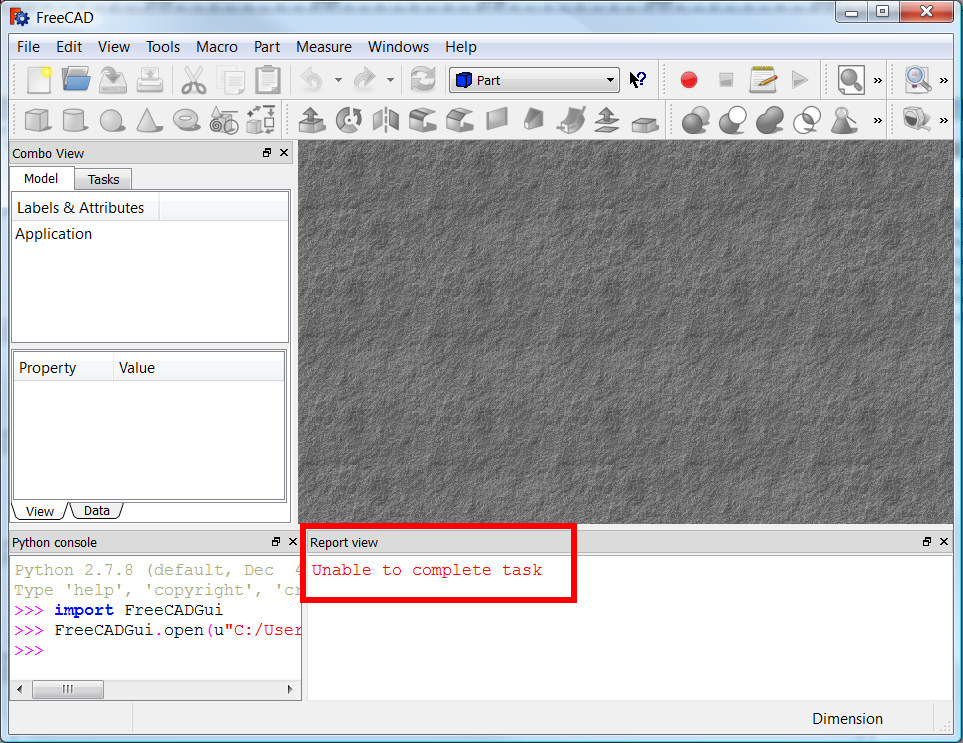 FreeCAD
File Edit View Tools Macro Part Measure Windows Help
Part
Combo View
Model Tasks
Labels & Attributes
Application
Property Value
View Data
Python console
Python 2.7.8 (default, Dec 4
Type 'help', 'copyright', 'cr
>>> import FreeCADGui
>>> FreeCADGui.open(u"C:/User
>>>
Report view
Unable to complete task
Dimension